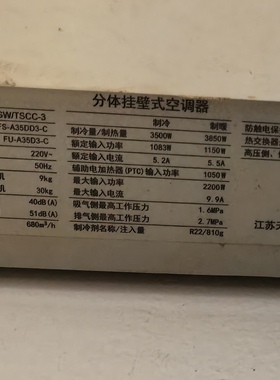 分体挂壁式空调器
GW/TSCC-3
FS-A35DD3-C
FU-A35D3-C
220V~
50Hz
机 9kg
机 30kg
40dB(A)
51dB(A)
680m³/h
制冷 制暖
制冷量/制热量 3500W 3850W
额定输入功率 1083W 1150W
额定输入电流 5.2A 5.5A
辅助电加热器(PTC)输入功率 1050W
最大输入功率 2200W
最大输入电流 9.9A
吸气侧最高工作压力 1.6MPa
排气侧最高工作压力 2.7MPa
制冷剂名称/注入量 R22/810g
防触电保
热交换器
高压侧、
江苏